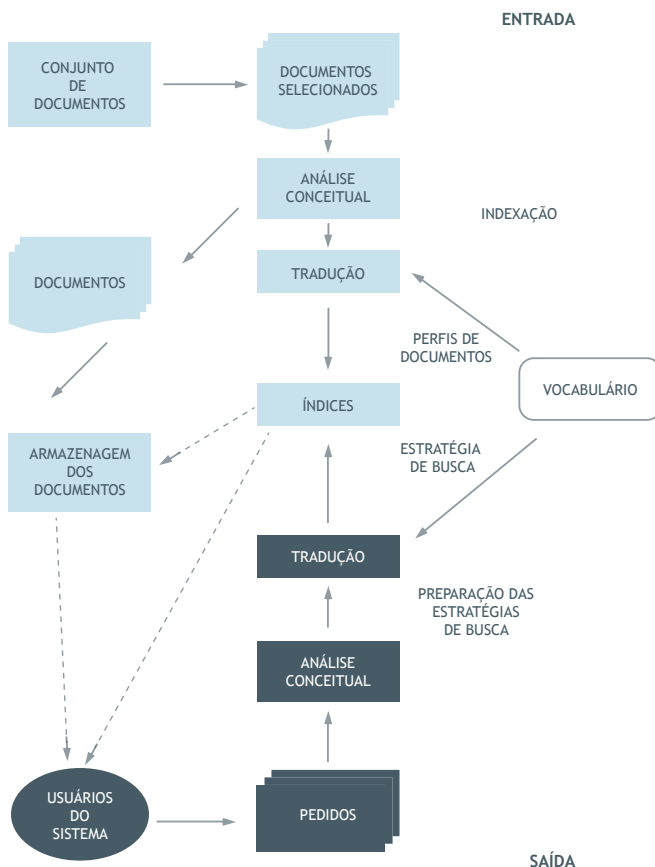 ENTRADA
CONJUNTO
DE
DOCUMENTOS
DOCUMENTOS
SELECIONADOS
ANÁLISE
CONCEITUAL
INDEXAÇÃO
DOCUMENTOS
TRADUÇÃO
PERFIS DE
DOCUMENTOS
VOCABULÁRIO
ÍNDICES
ARMAZENAGEM
DOS
DOCUMENTOS
ESTRATÉGIA
DE BUSCA
TRADUÇÃO
PREPARAÇÃO DAS
ESTRATÉGIAS
DE BUSCA
ANÁLISE
CONCEITUAL
USUÁRIOS
DO
SISTEMA
PEDIDOS
SAÍDA